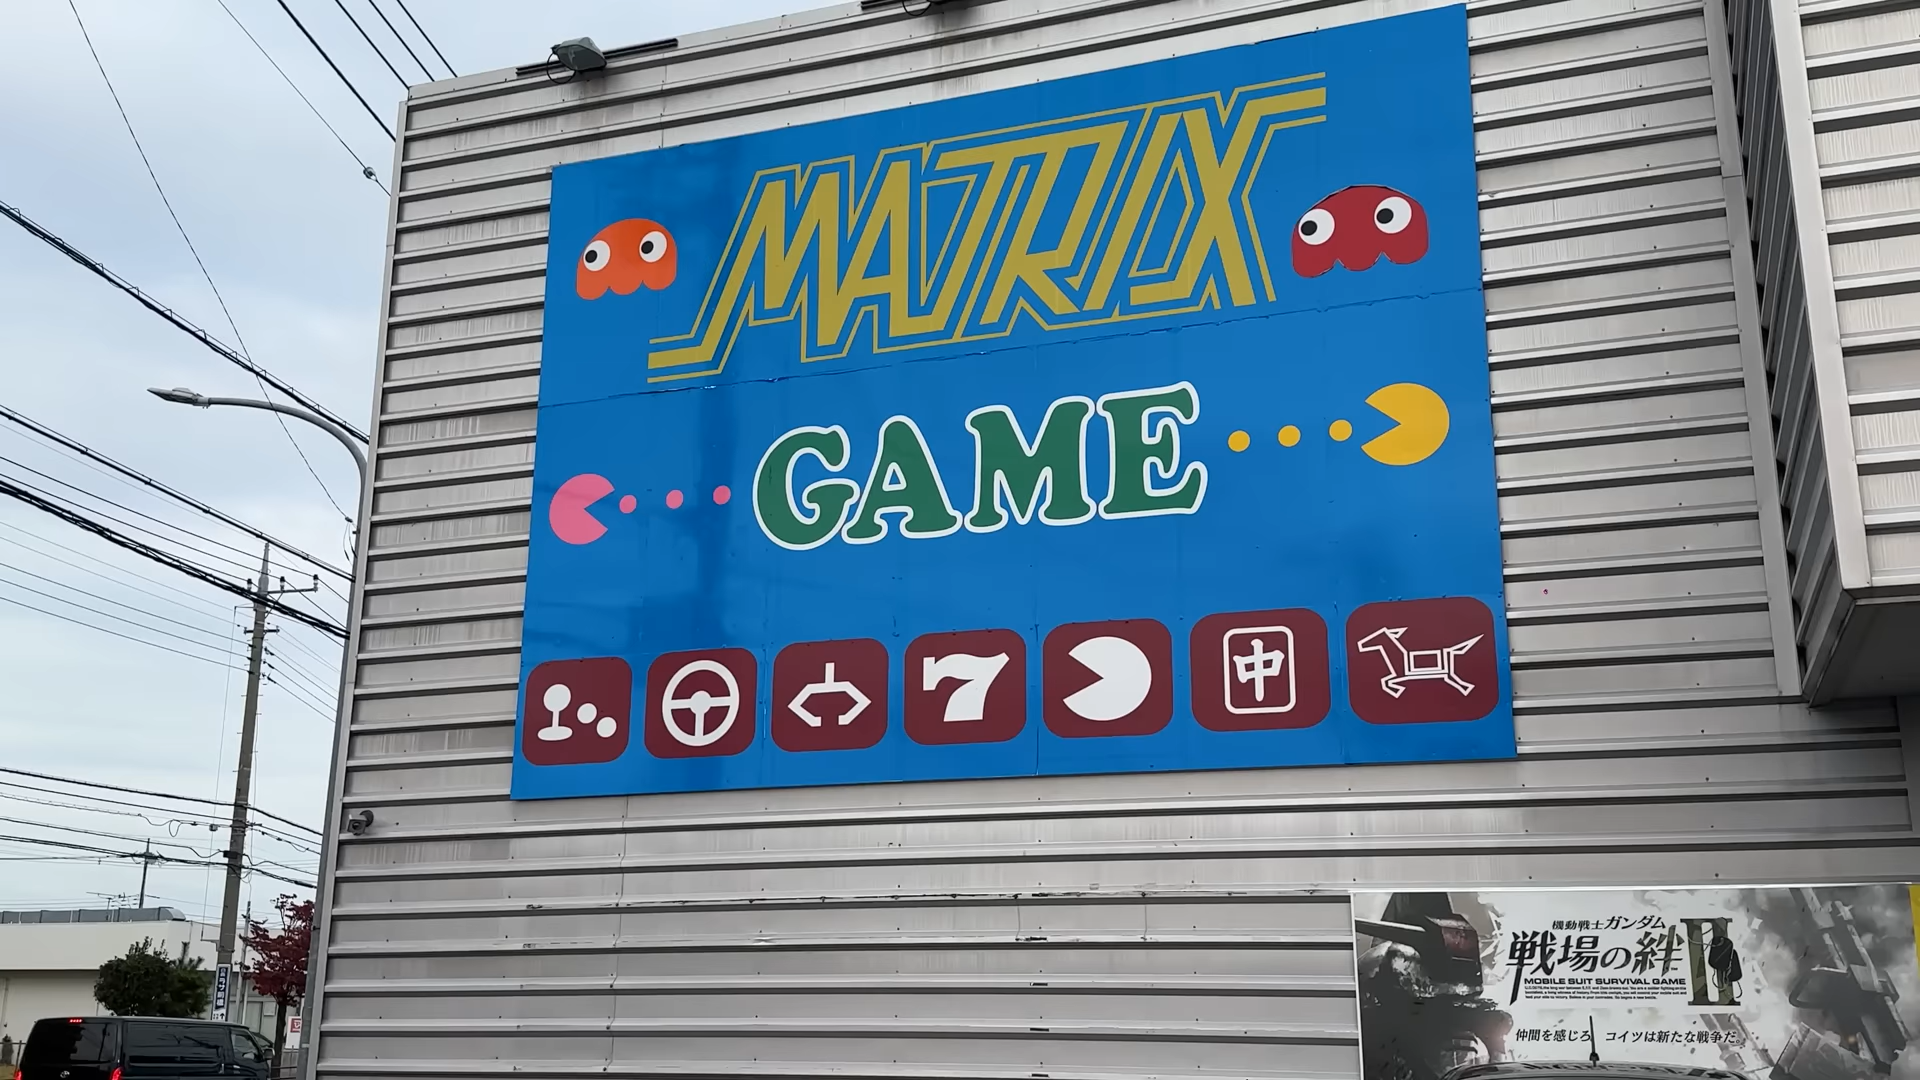 MATRIX
GAME
7
中
機動戦士ガンダム
戦場の絆 II
MOBILE SUIT SURVIVAL GAME
仲間を感じろ コイツは新たな戦争だ。